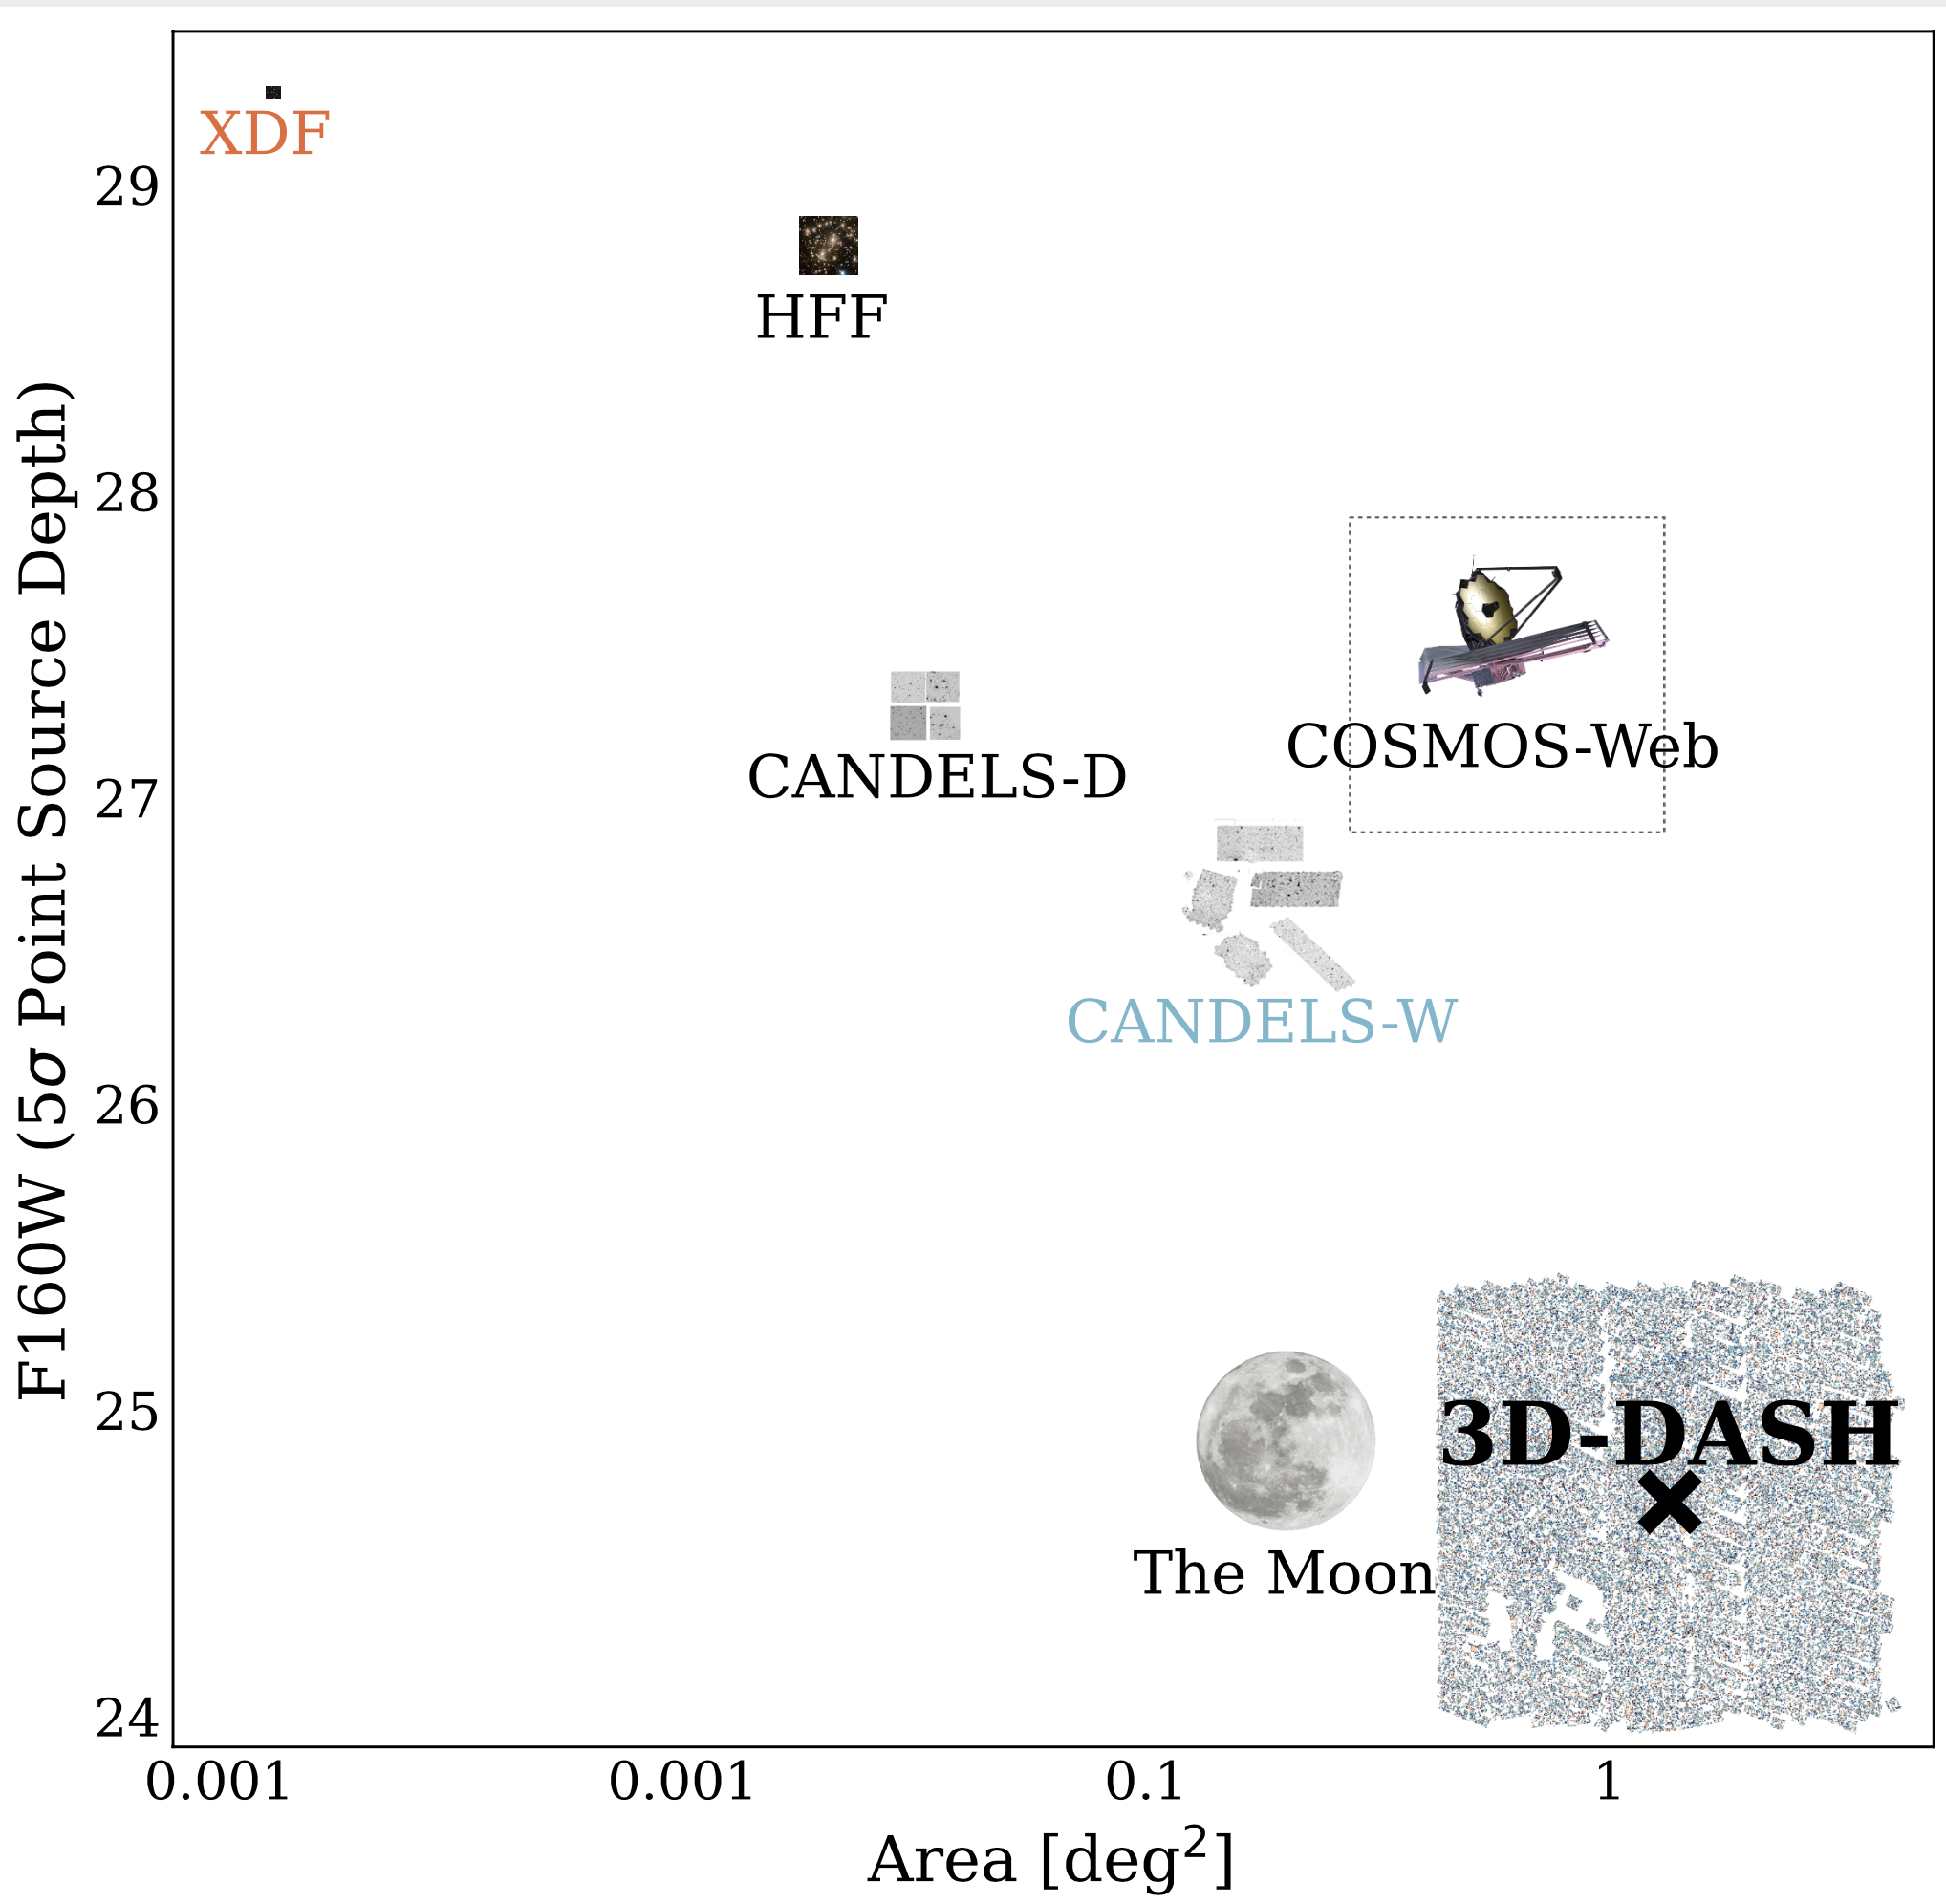 XDF
29
HFF
28
COSMOS-Web
27
CANDELS-D
CANDELS-W
26
25
3D-DASH
The Moon
24
0.001 0.001 0.1 1
Area [deg²]
F160W (5σ Point Source Depth)